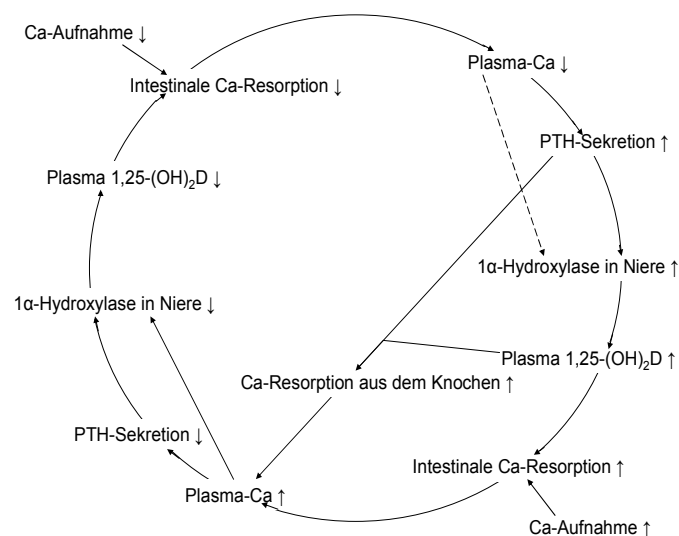 Ca-Aufnahme ↓
Plasma-Ca ↓
Intestinale Ca-Resorption ↓
PTH-Sekretion ↑
Plasma 1,25-(OH)₂D ↓
1α-Hydroxylase in Niere ↑
1α-Hydroxylase in Niere ↓
Plasma 1,25-(OH)₂D ↑
Ca-Resorption aus dem Knochen ↑
PTH-Sekretion ↓
Intestinale Ca-Resorption ↑
Plasma-Ca ↑
Ca-Aufnahme ↑